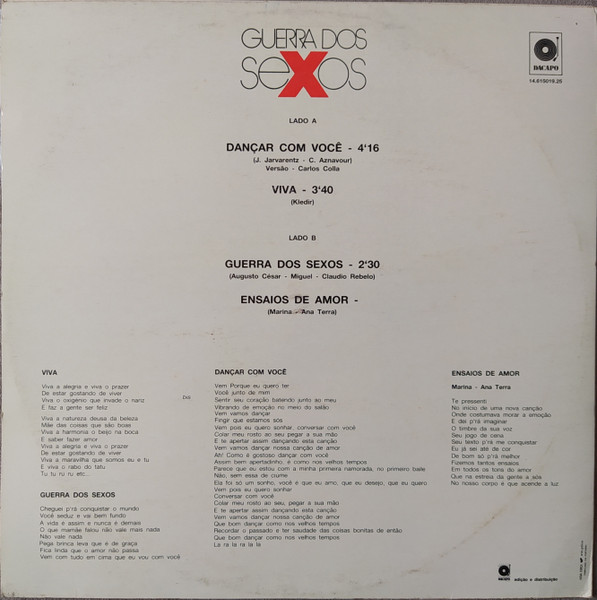 GUERRA DOS
SEXOS
DACAPO
14.615019.26
LADO A
DANÇAR COM VOCÊ - 4'16
(J. Jarvarentz - C. Aznavour)
Versão - Carlos Colla
VIVA - 3'40
(Kledir)
LADO B
GUERRA DOS SEXOS - 2'30
(Augusto César - Miguel - Claudio Rebelo)
ENSAIOS DE AMOR -
(Marina - Ana Terra)
VIVA
Viva a alegria e viva o prazer
De estar gostando de viver
Viva o oxigênio que invade o nariz
E faz a gente ser feliz
Viva a natureza deusa da beleza
Mãe das coisas que são boas
Viva a harmonia o beijo na boca
E saber fazer amor
Viva a alegria e viva o prazer
De estar gostando de viver
Viva a maravilha que somos eu e tu
E viva o rabo do tatu
Tu tu ru ru etc...
GUERRA DOS SEXOS
Cheguei p'rá conquistar o mundo
Você seduz e vai bem fundo
A vida é assim e nunca é demais
O que mamãe falou não vale mais nada
Não vale nada
Pega brinca leva que é de graça
Fica linda que o amor não passa
Vem com tudo em cima que eu vou com você
DANÇAR COM VOCÊ
Vem Porque eu quero ter
Você junto de mim
Sentir seu coração batendo junto ao meu
Vibrando de emoção no meio do salão
Vem vamos dançar
Fingir que estamos sós
Vem pois eu quero sonhar, conversar com você
Colar meu rosto ao seu pegar a sua mão
E te apertar assim dançando esta canção
Vem vamos dançar nossa canção de amor
Ah! Como é gostoso dançar com você
Assim bem apertadinho, é como nos velhos tempos
Parece que eu estou com a minha primeira namorada, no primeiro baile
Não, sem essa de ciúme
Ela foi só um sonho, você é que eu amo, que eu desejo, que eu quero
Vem pois eu quero sonhar
Conversar com você
Colar meu rosto ao seu, pegar a sua mão
E te apertar assim dançando esta canção
Vem vamos dançar nossa canção de amor
Que bom dançar como nos velhos tempos
Recordar o passado e ter saudade das coisas bonitas de então
Que bom dançar como nos velhos tempos
La ra la ra la la
ENSAIOS DE AMOR
Marina - Ana Terra
Te pressenti
No início de uma nova canção
Onde costumava morar a emoção
E dei p'rá imaginar
O timbre da sua voz
Seu jogo de cena
Seu texto p'rá me conquistar
Eu já sei até de cor
De bom só p'rá melhor
Fizemos tantos ensaios
Em todos os tons do amor
Que na estreia da gente a sós
No nosso corpo é que acende a luz
DACAPO
edição e distribuição